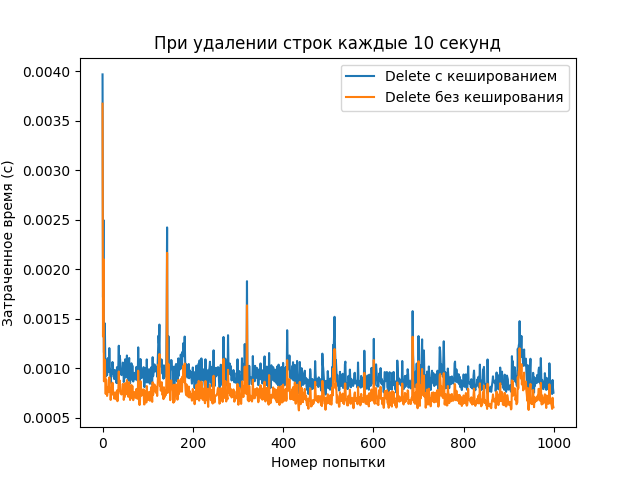 При удалении строк каждые 10 секунд
Delete с кешированием
Delete без кеширования
Затраченное время (с)
0.0040
0.0035
0.0030
0.0025
0.0020
0.0015
0.0010
0.0005
0
200
400
600
800
1000
Номер попытки